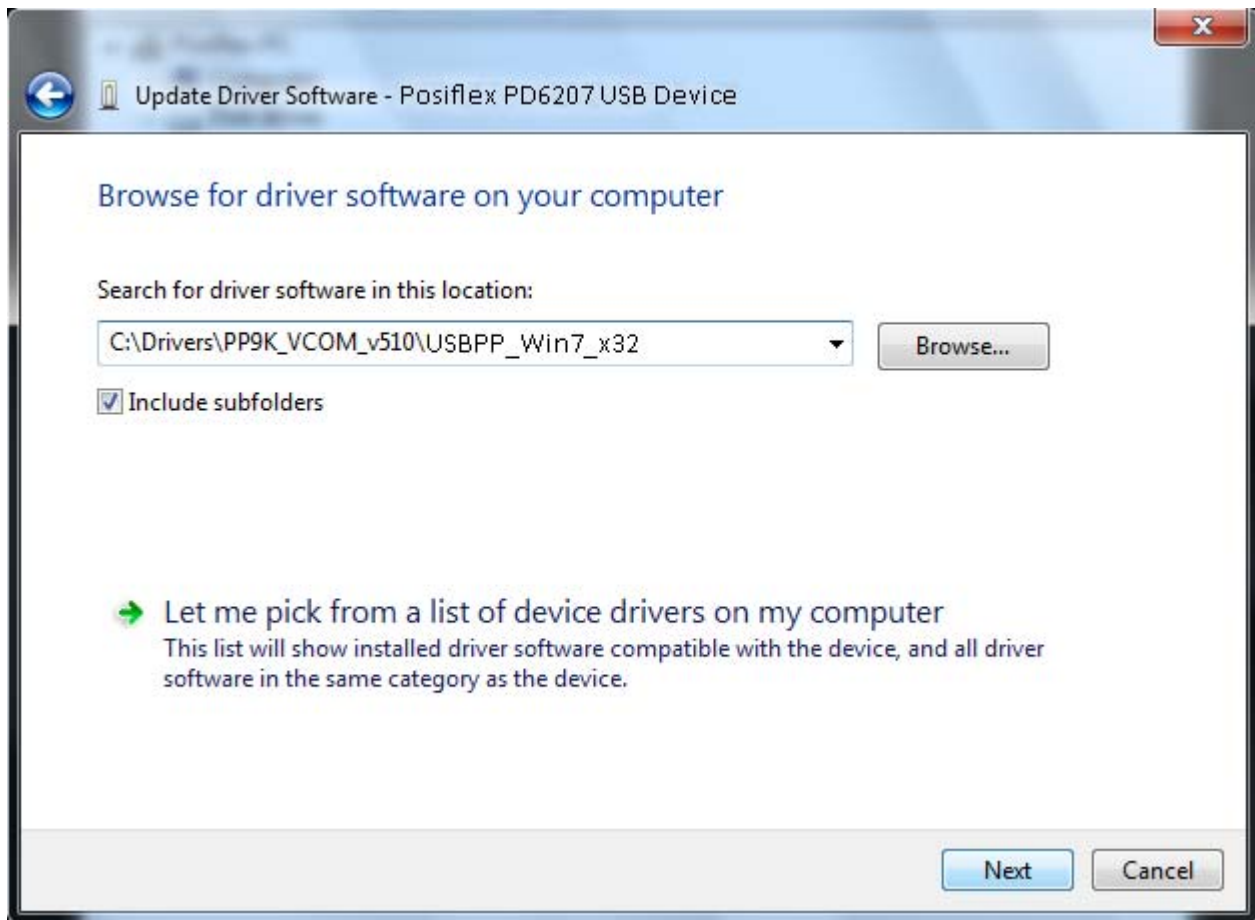 Update Driver Software - Posiflex PD6207 USB Device
Browse for driver software on your computer
Search for driver software in this location:
C:\Drivers\PP9K_VCOM_v510\USBPP_Win7_x32
Browse...
Include subfolders
Let me pick from a list of device drivers on my computer
This list will show installed driver software compatible with the device, and all driver
software in the same category as the device.
Next
Cancel